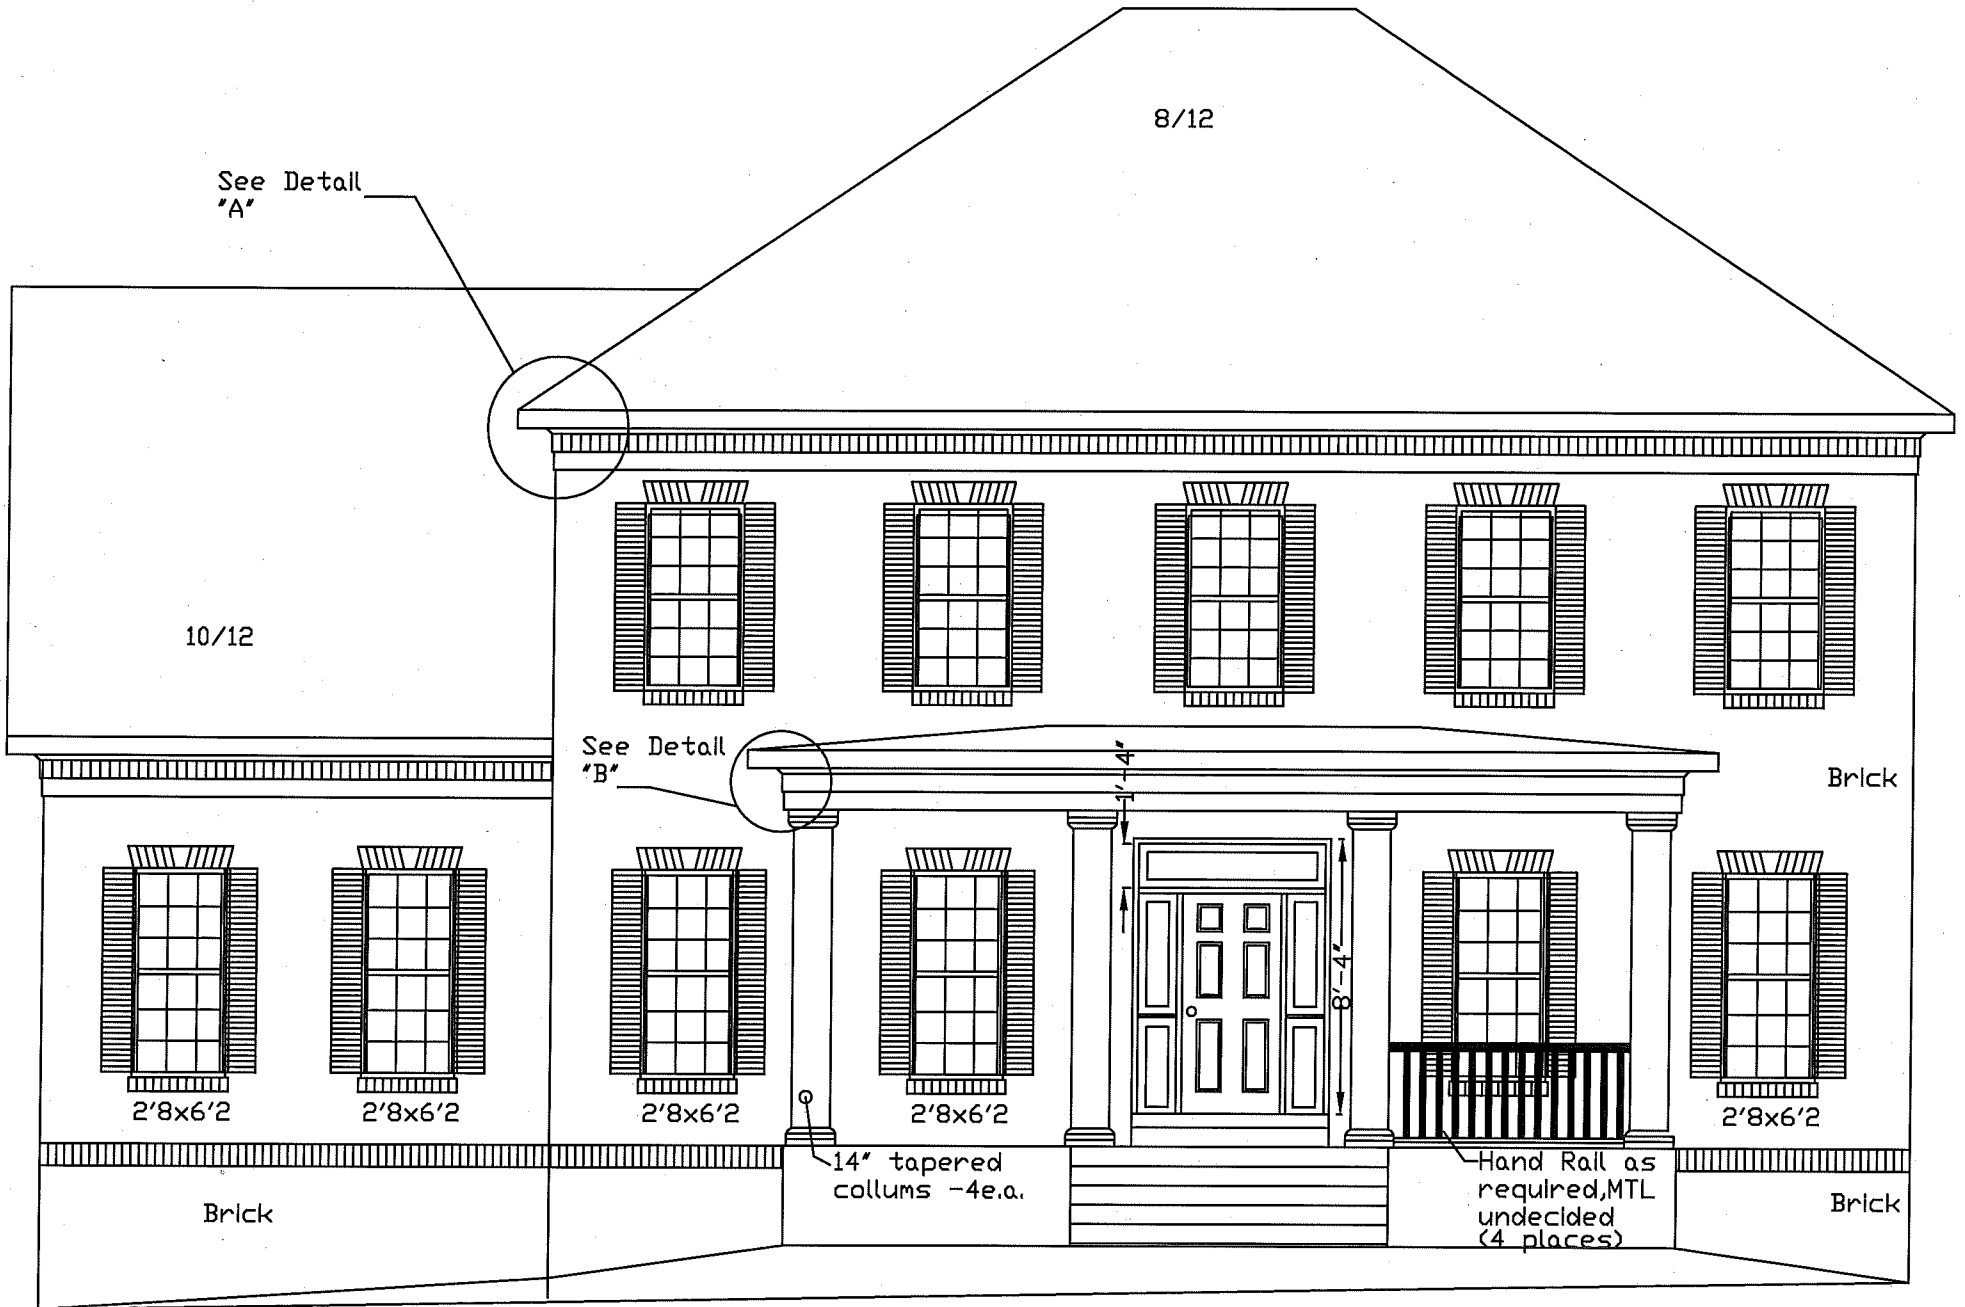 8/12
See Detail
"A"
10/12
See Detail
"B"
1'-4"
Brick
8'-4"
2'8x6'2
2'8x6'2
2'8x6'2
2'8x6'2
2'8x6'2
14" tapered
collums -4e.a.
Hand Rail as
required,MTL
undecided
(4 places)
Brick
Brick